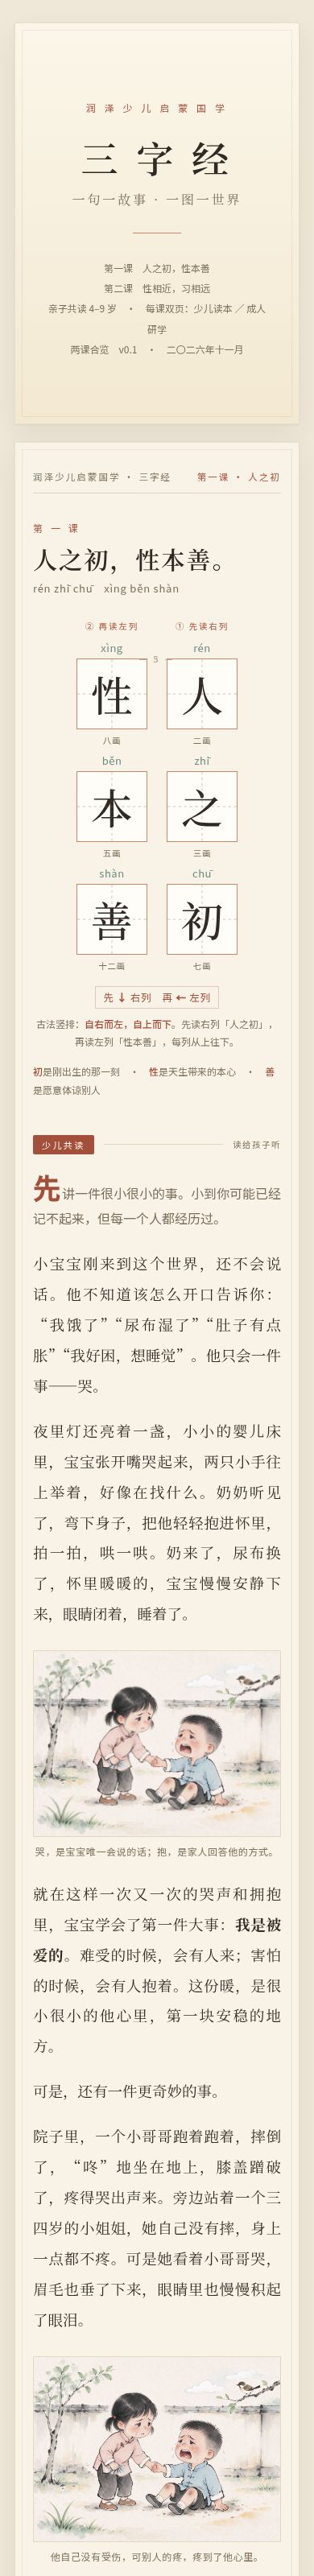 润泽少儿启蒙国学
三字经
一句一故事 · 一图一世界
第一课 人之初，性本善
第二课 性相近，习相远
亲子共读 4–9 岁 · 每课双页：少儿读本 ／ 成人
研学
两课合览 v0.1 · 二〇二六年十一月
润泽少儿启蒙国学 · 三字经 第一课 · 人之初
第一课
人之初，性本善。
rén zhī chū xìng běn shàn
② 再读左列 ① 先读右列
xìng rén
性 人
八画 二画
běn zhī
本 之
五画 三画
shàn chū
善 初
十二画 七画
先 ↓ 右列 再 ← 左列
古法竖排：自右而左，自上而下。先读右列「人之初」，
再读左列「性本善」，每列从上往下。
初是刚出生的那一刻 · 性是天生带来的本心 · 善
是愿意体谅别人
少儿共读 读给孩子听
先讲一件很小很小的事。小到你可能已经
记不起来，但每一个人都经历过。
小宝宝刚来到这个世界，还不会说
话。他不知道该怎么开口告诉你：
“我饿了”“尿布湿了”“肚子有点
胀”“我好困，想睡觉”。他只会一件
事——哭。
夜里灯还亮着一盏，小小的婴儿床
里，宝宝张开嘴哭起来，两只小手往
上举着，好像在找什么。奶奶听见
了，弯下身子，把他轻轻抱进怀里，
拍一拍，哄一哄。奶来了，尿布换
了，怀里暖暖的，宝宝慢慢安静下
来，眼睛闭着，睡着了。
哭，是宝宝唯一会说的话；抱，是家人回答他的方式。
就在这样一次又一次的哭声和拥抱
里，宝宝学会了第一件大事：我是被
爱的。难受的时候，会有人来；害怕
的时候，会有人抱着。这份暖，是很
小很小的他心里，第一块安稳的地
方。
可是，还有一件更奇妙的事。
院子里，一个小哥哥跑着跑着，摔倒
了，“咚”地坐在地上，膝盖蹭破
了，疼得哭出声来。旁边站着一个三
四岁的小姐姐，她自己没有摔，身上
一点都不疼。可是她看着小哥哥哭，
眉毛也垂了下来，眼睛里也慢慢积起
了眼泪。
他自己没有受伤，可别人的疼，疼到了他心里。